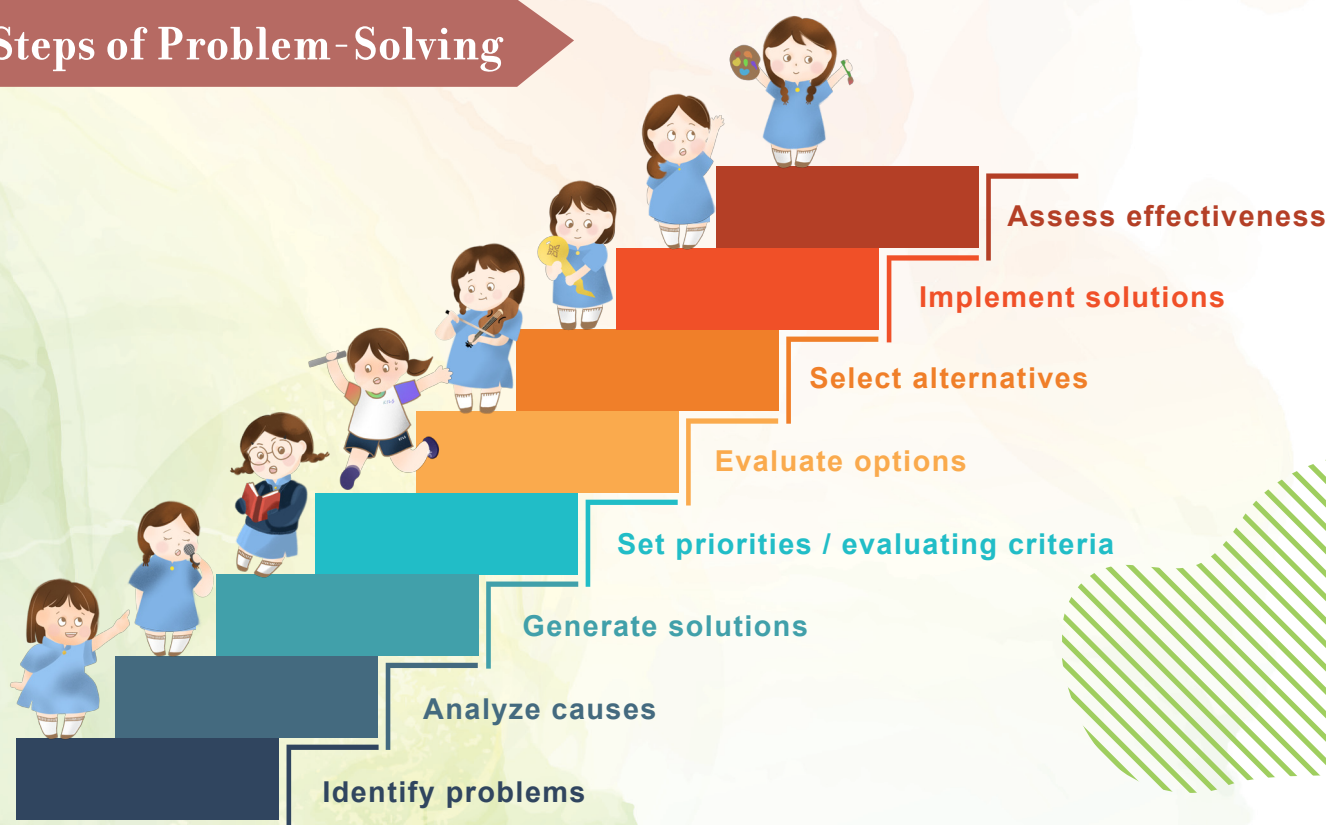 Steps of Problem-Solving
Assess effectiveness
Implement solutions
Select alternatives
Evaluate options
Set priorities / evaluating criteria
Generate solutions
Analyze causes
Identify problems